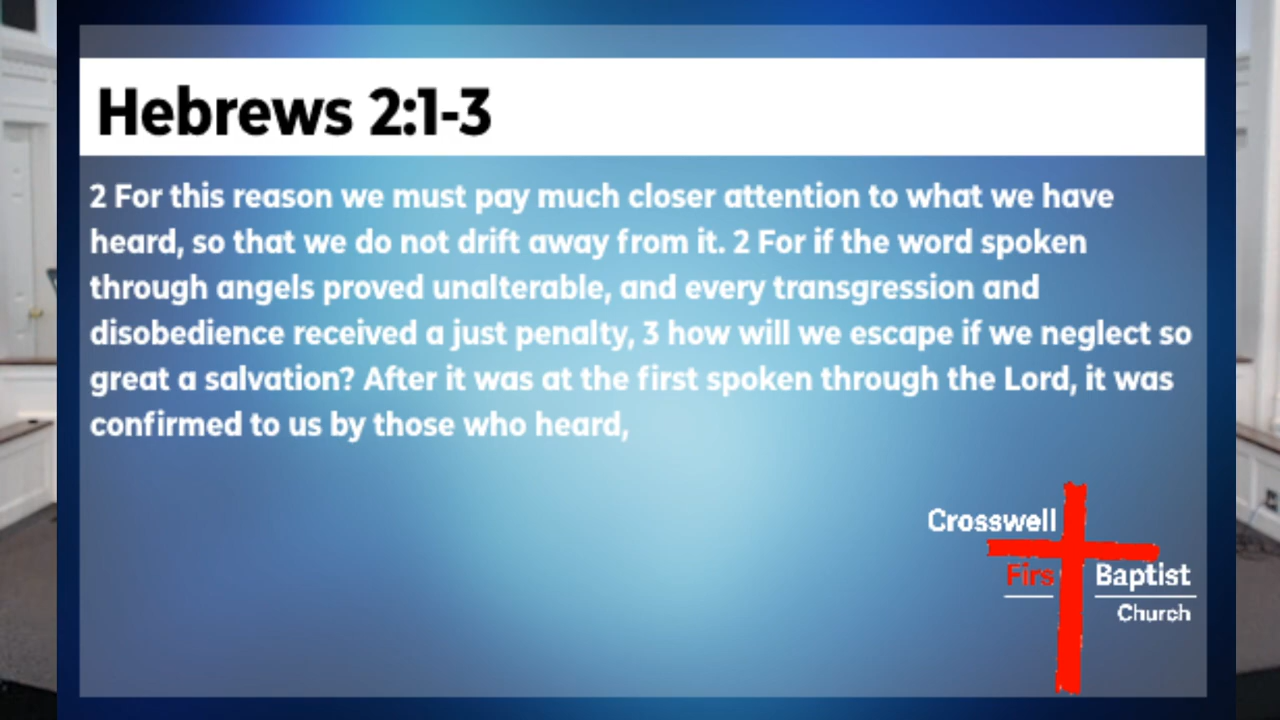 Hebrews 2:1-3
2 For this reason we must pay much closer attention to what we have
heard, so that we do not drift away from it. 2 For if the word spoken
through angels proved unalterable, and every transgression and
disobedience received a just penalty, 3 how will we escape if we neglect so
great a salvation? After it was at the first spoken through the Lord, it was
confirmed to us by those who heard,
Crosswell
Firs Baptist
Church